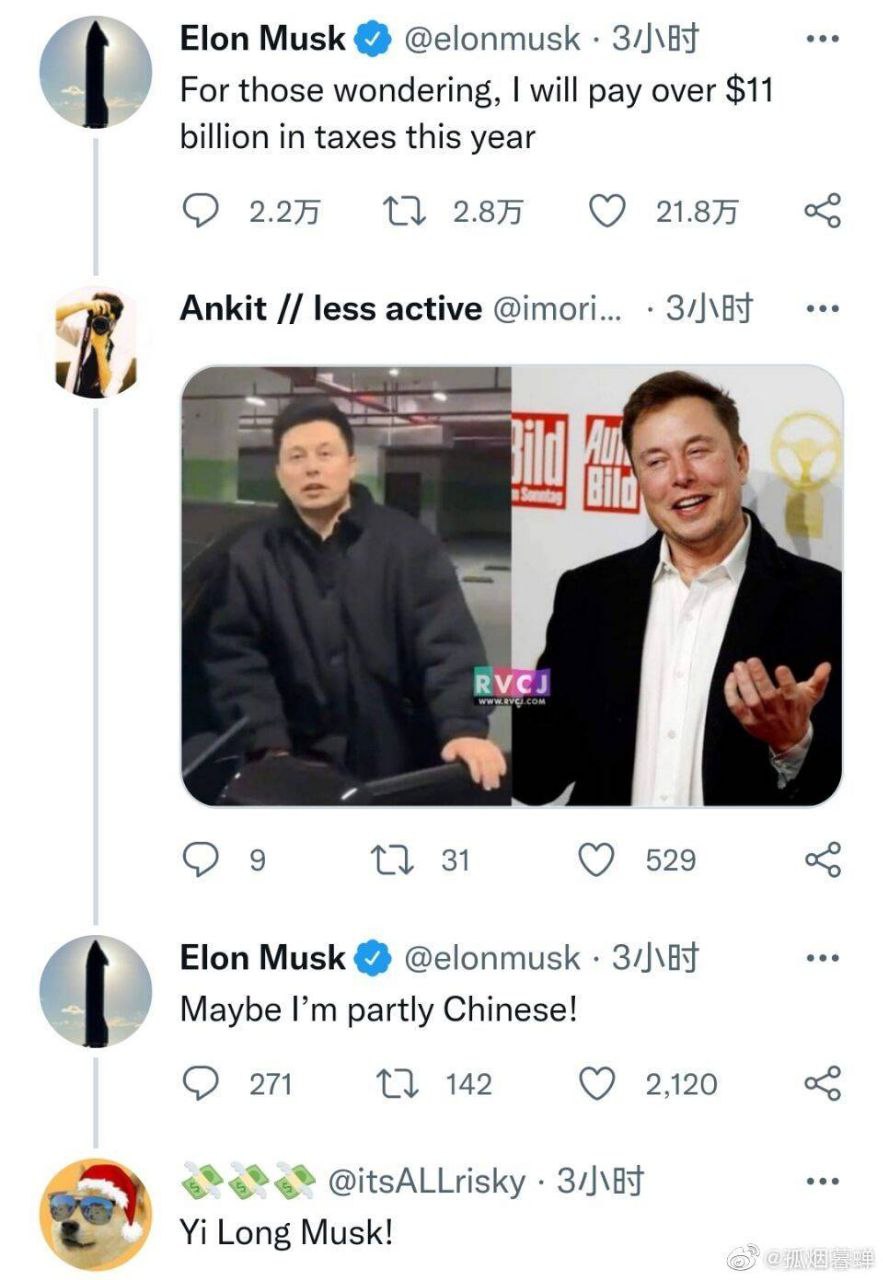 Elon Musk @elonmusk · 3小时
For those wondering, I will pay over $11
billion in taxes this year
2.2万 2.8万 21.8万
Ankit // less active @imori... · 3小时
Bild
am Sonntag
Auto
Bild
RVCJ
WWW.RVCJ.COM
9 31 529
Elon Musk @elonmusk · 3小时
Maybe I’m partly Chinese!
271 142 2,120
@itsALLrisky · 3小时
Yi Long Musk!
@孤烟暮蝉